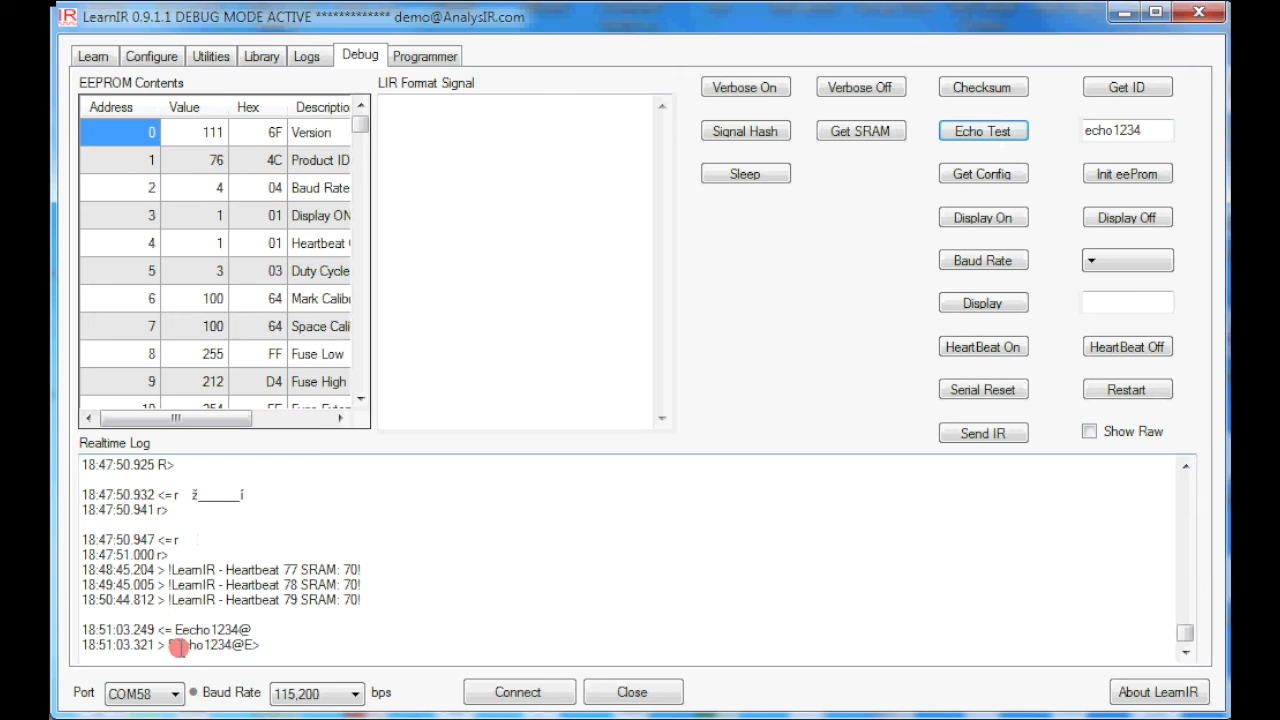 LearnIR 0.9.1.1 DEBUG MODE ACTIVE ************* demo@AnalysIR.com
Learn Configure Utilities Library Logs Debug Programmer
EEPROM Contents
Address Value Hex Descriptio
0 111 6F Version
1 76 4C Product ID
2 4 04 Baud Rate
3 1 01 Display ON
4 1 01 Heartbeat
5 3 03 Duty Cycle
6 100 64 Mark Calib
7 100 64 Space Cali
8 255 FF Fuse Low
9 212 D4 Fuse High
LIR Format Signal
Verbose On Verbose Off Checksum Get ID
Signal Hash Get SRAM Echo Test echo1234
Sleep Get Config Init eeProm
Display On Display Off
Baud Rate
Display
HeartBeat On HeartBeat Off
Serial Reset Restart
Send IR Show Raw
Realtime Log
18:47:50.925 R>
18:47:50.932 <= r ž______í
18:47:50.941 r>
18:47:50.947 <= r
18:47:51.000 r>
18:48:45.204 > !LearnIR - Heartbeat 77 SRAM: 70!
18:49:45.005 > !LearnIR - Heartbeat 78 SRAM: 70!
18:50:44.812 > !LearnIR - Heartbeat 79 SRAM: 70!
18:51:03.249 <= Eecho1234@
18:51:03.321 > ho1234@E>
Port COM58 Baud Rate 115,200 bps Connect Close About LearnIR